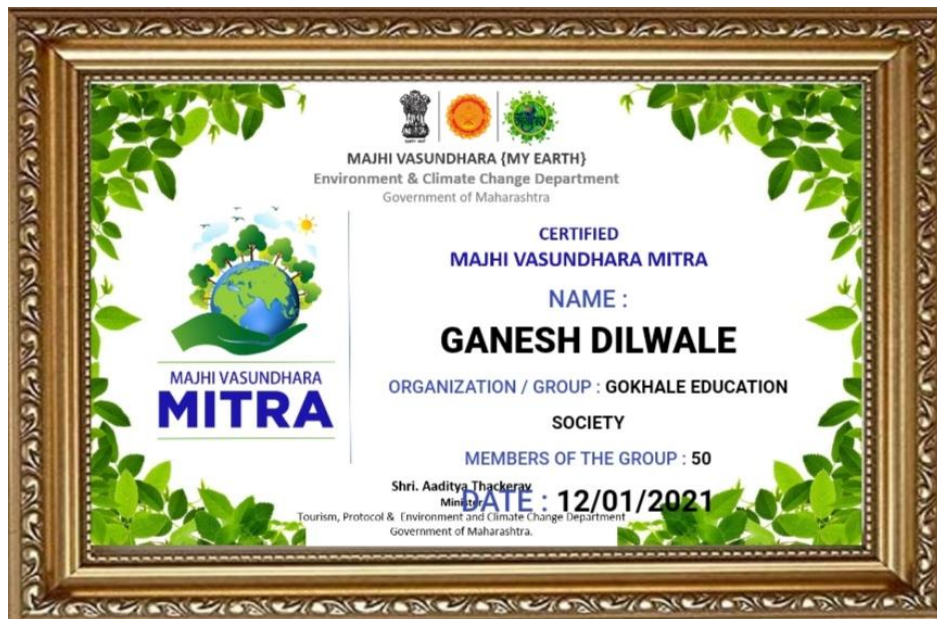 MAJHI VASUNDHARA {MY EARTH}
Environment & Climate Change Department
Government of Maharashtra
CERTIFIED
MAJHI VASUNDHARA MITRA
NAME :
GANESH DILWALE
ORGANIZATION / GROUP : GOKHALE EDUCATION
SOCIETY
MEMBERS OF THE GROUP : 50
MAJHI VASUNDHARA
MITRA
DATE : 12/01/2021
Shri. Aaditya Thackeray
Minister
Tourism, Protocol & Environment and Climate Change Department
Government of Maharashtra.